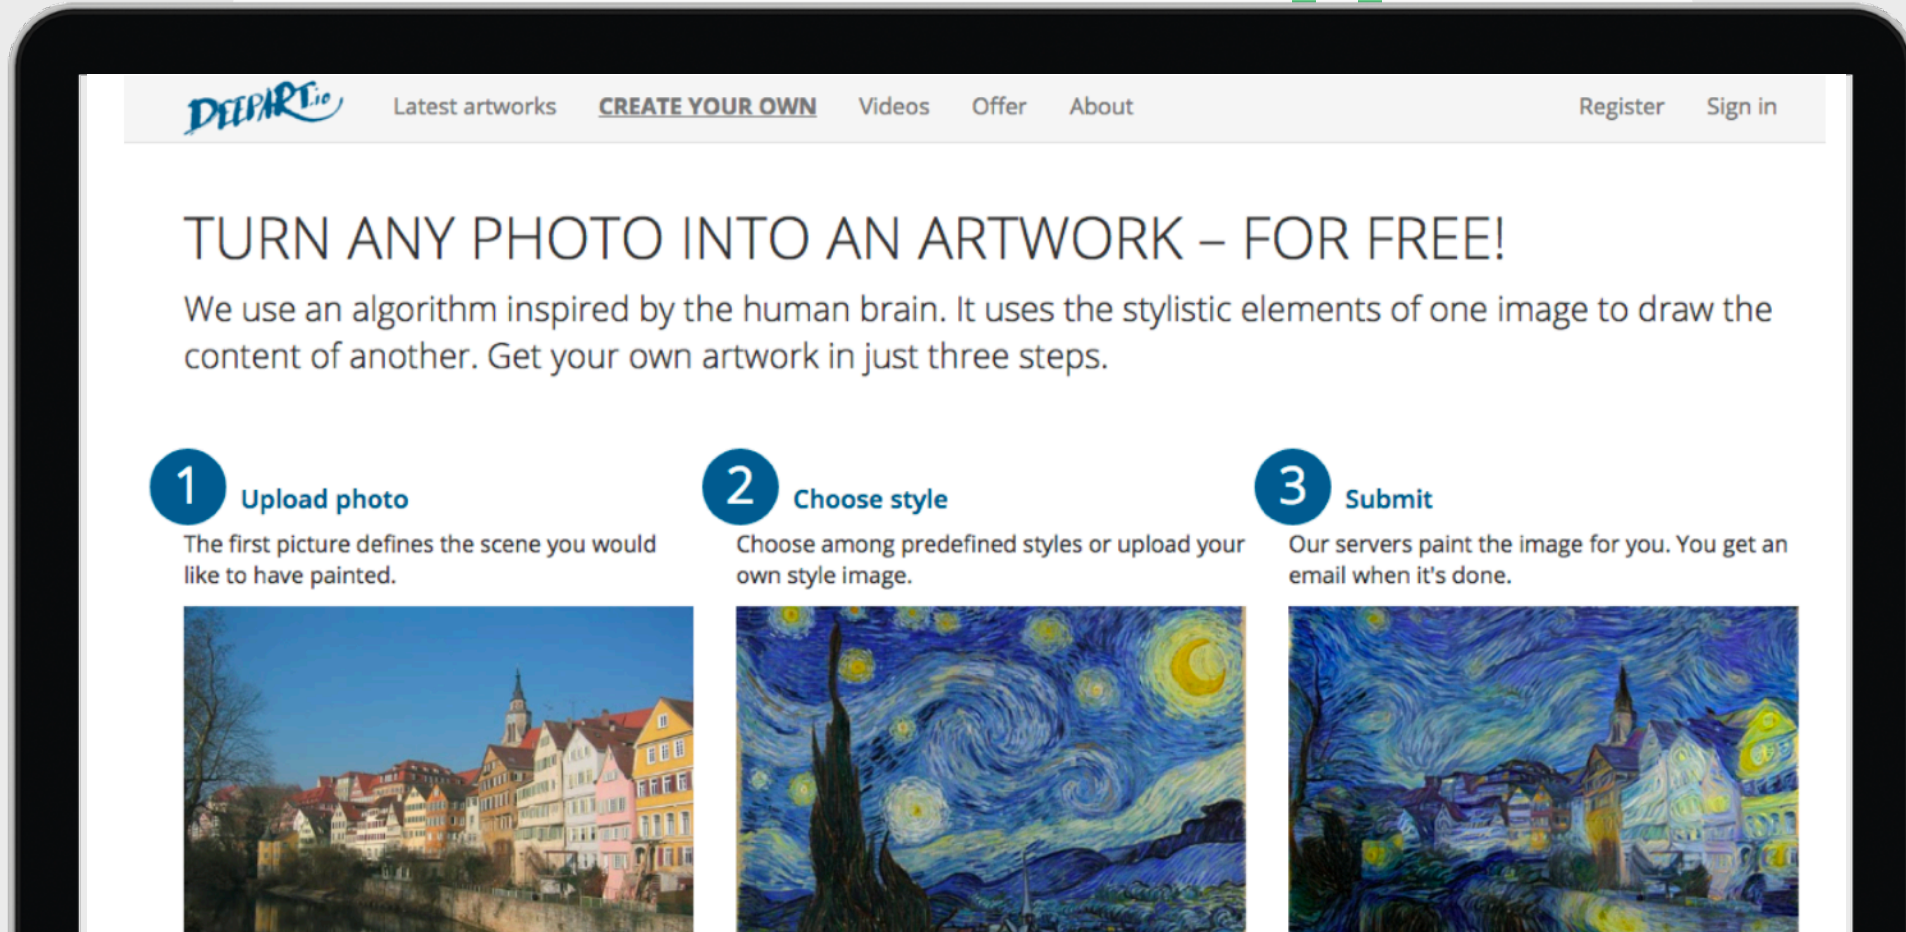 DEEPART.io
Latest artworks
CREATE YOUR OWN
Videos
Offer
About
Register
Sign in
TURN ANY PHOTO INTO AN ARTWORK – FOR FREE!
We use an algorithm inspired by the human brain. It uses the stylistic elements of one image to draw the
content of another. Get your own artwork in just three steps.
1 Upload photo
The first picture defines the scene you would
like to have painted.
2 Choose style
Choose among predefined styles or upload your
own style image.
3 Submit
Our servers paint the image for you. You get an
email when it's done.